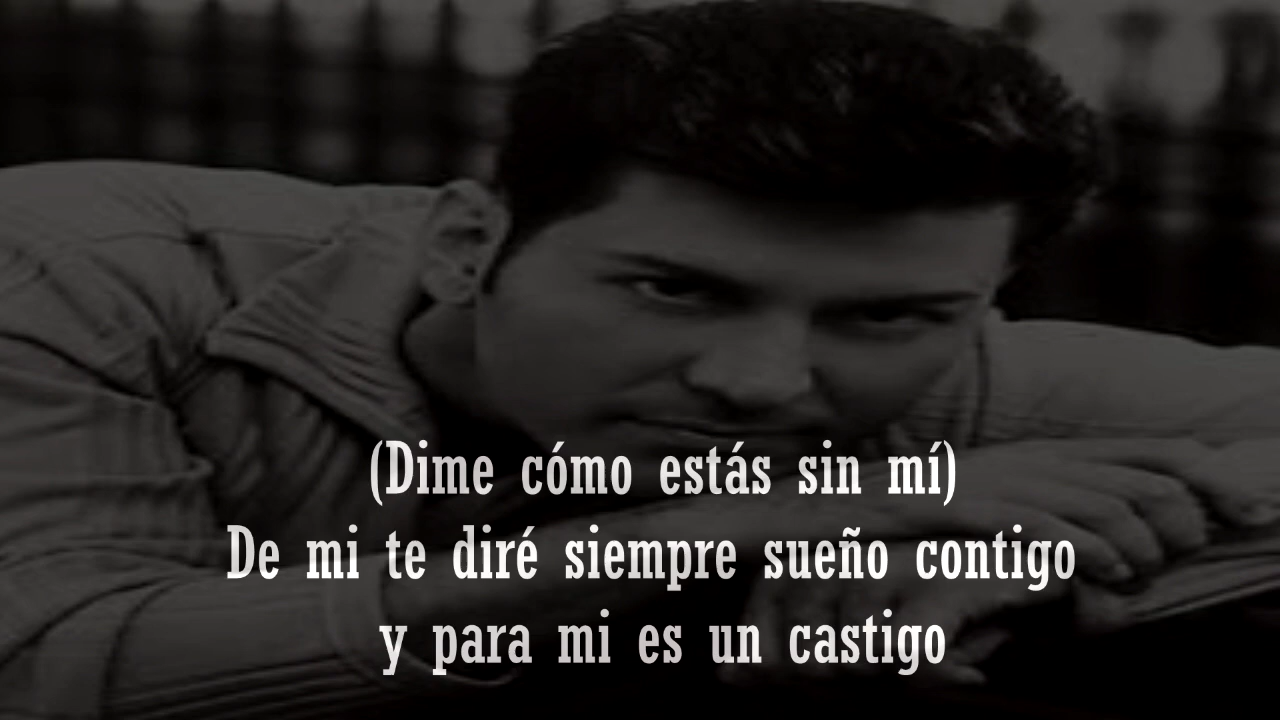 (Dime cómo estás sin mí)
De mi te diré siempre sueño contigo
y para mi es un castigo